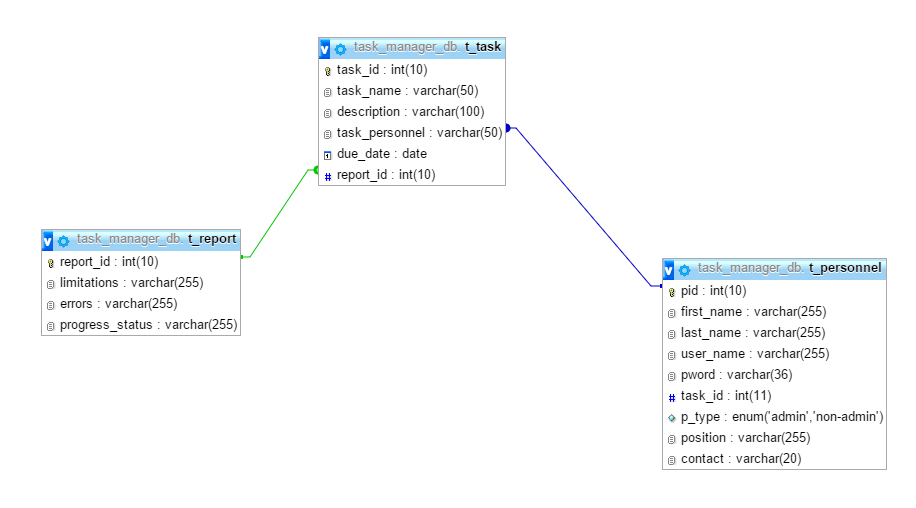 v task_manager_db. t_task
task_id : int(10)
task_name : varchar(50)
description : varchar(100)
task_personnel : varchar(50)
due_date : date
# report_id : int(10)
v task_manager_db. t_report
report_id : int(10)
limitations : varchar(255)
errors : varchar(255)
progress_status : varchar(255)
v task_manager_db. t_personnel
pid : int(10)
first_name : varchar(255)
last_name : varchar(255)
user_name : varchar(255)
pword : varchar(36)
# task_id : int(11)
p_type : enum('admin','non-admin')
position : varchar(255)
contact : varchar(20)